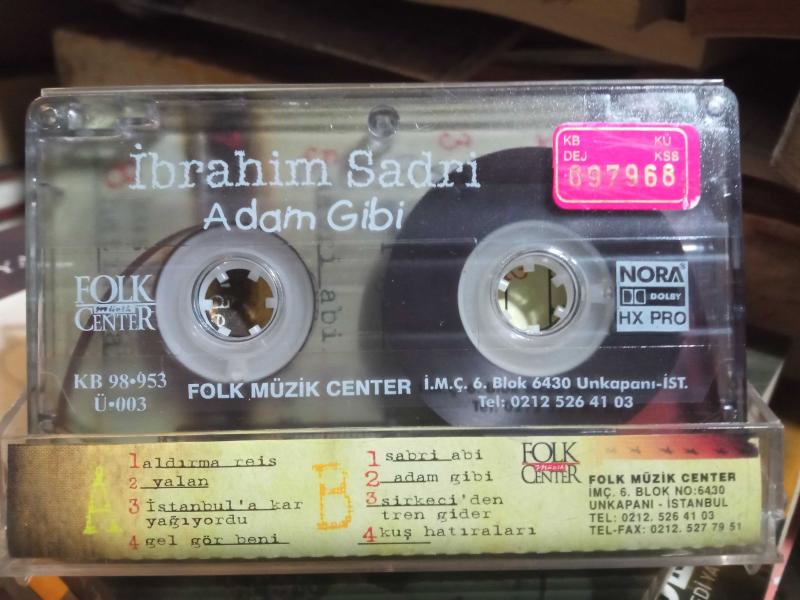 İbrahim Sadri
Adam Gibi
KB KÜ
DEJ KSS
097968
FOLK
müzik
CENTER
NORA
DOLBY
HX PRO
KB 98•953
Ü•003
FOLK MÜZİK CENTER
İ.M.Ç. 6. Blok 6430 Unkapanı-İST.
Tel: 0212 526 41 03
A
1 aldırma reis
2 yalan
3 İstanbul'a kar
yağıyordu
4 gel gör beni
B
1 sabri abi
2 adam gibi
3 sirkeci'den
tren gider
4 kuş hatıraları
FOLK
müzik
CENTER
FOLK MÜZİK CENTER
İMÇ. 6. BLOK NO:6430
UNKAPANI - İSTANBUL
TEL: 0212. 526 41 03
TEL-FAX: 0212. 527 79 51